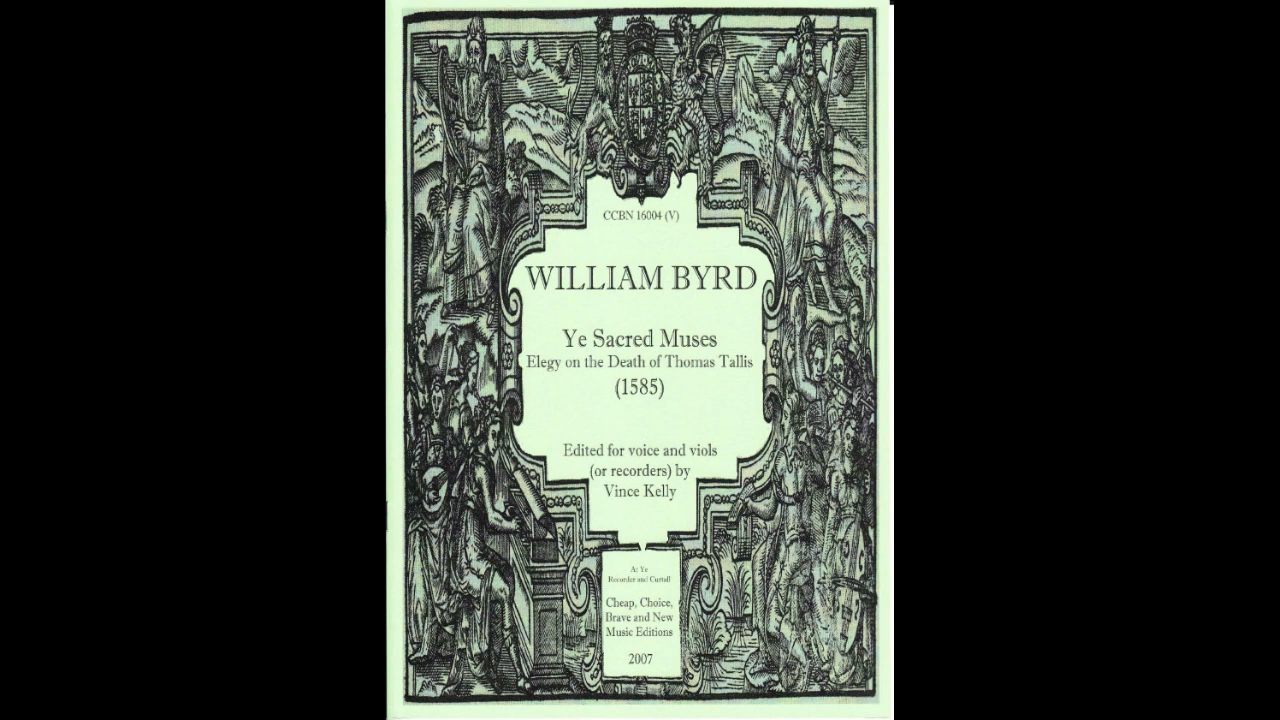 CCBN 16004 (V)
WILLIAM BYRD
Ye Sacred Muses
Elegy on the Death of Thomas Tallis
(1585)
Edited for voice and viols
(or recorders) by
Vince Kelly
At Ye
Recorder and Curtall
Cheap, Choice,
Brave and New
Music Editions
2007